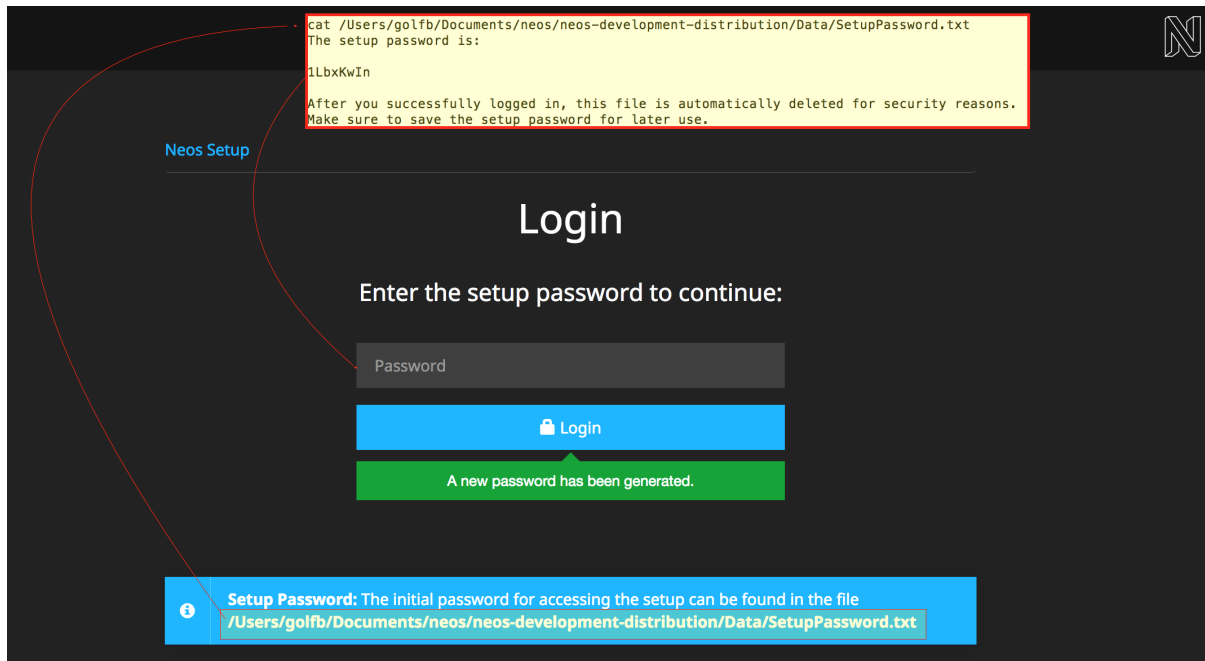 cat /Users/golfb/Documents/neos/neos-development-distribution/Data/SetupPassword.txt
The setup password is:
1LbxKwIn
After you successfully logged in, this file is automatically deleted for security reasons.
Make sure to save the setup password for later use.
Neos Setup
Login
Enter the setup password to continue:
Password
Login
A new password has been generated.
Setup Password: The initial password for accessing the setup can be found in the file
/Users/golfb/Documents/neos/neos-development-distribution/Data/SetupPassword.txt